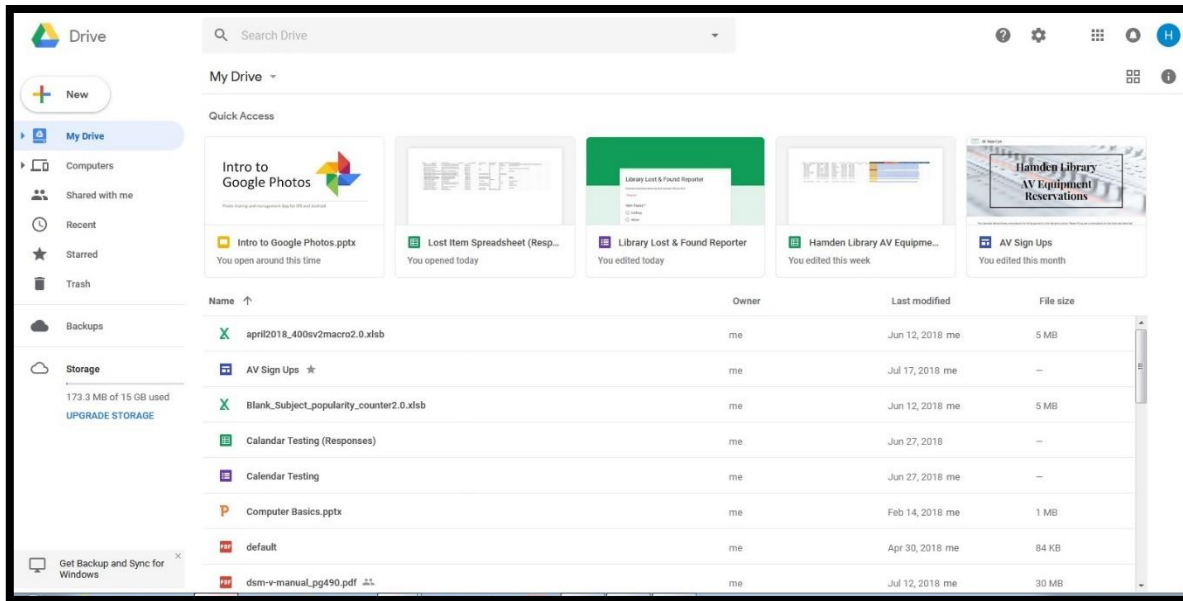 Drive
Search Drive
H
New
My Drive
Computers
Shared with me
Recent
Starred
Trash
Backups
Storage
173.3 MB of 15 GB used
UPGRADE STORAGE
Get Backup and Sync for
Windows
My Drive
Quick Access
Intro to
Google Photos
Intro to Google Photos.pptx
You open around this time
Lost Item Spreadsheet (Resp...
You opened today
Library Lost & Found Reporter
Library Lost & Found Reporter
You edited today
Hamden Library AV Equipme...
You edited this week
Hamden Library
AV Equipment
Reservations
AV Sign Ups
You edited this month
Name Owner Last modified File size
april2018_400sv2macro2.0.xlsb me Jun 12, 2018 me 5 MB
AV Sign Ups me Jul 17, 2018 me –
Blank_Subject_popularity_counter2.0.xlsb me Jun 12, 2018 me 5 MB
Calandar Testing (Responses) me Jun 27, 2018 –
Calendar Testing me Jun 27, 2018 me –
P Computer Basics.pptx me Feb 14, 2018 me 1 MB
PDF default me Apr 30, 2018 me 84 KB
PDF dsm-v-manual_pg490.pdf me Jul 12, 2018 me 30 MB